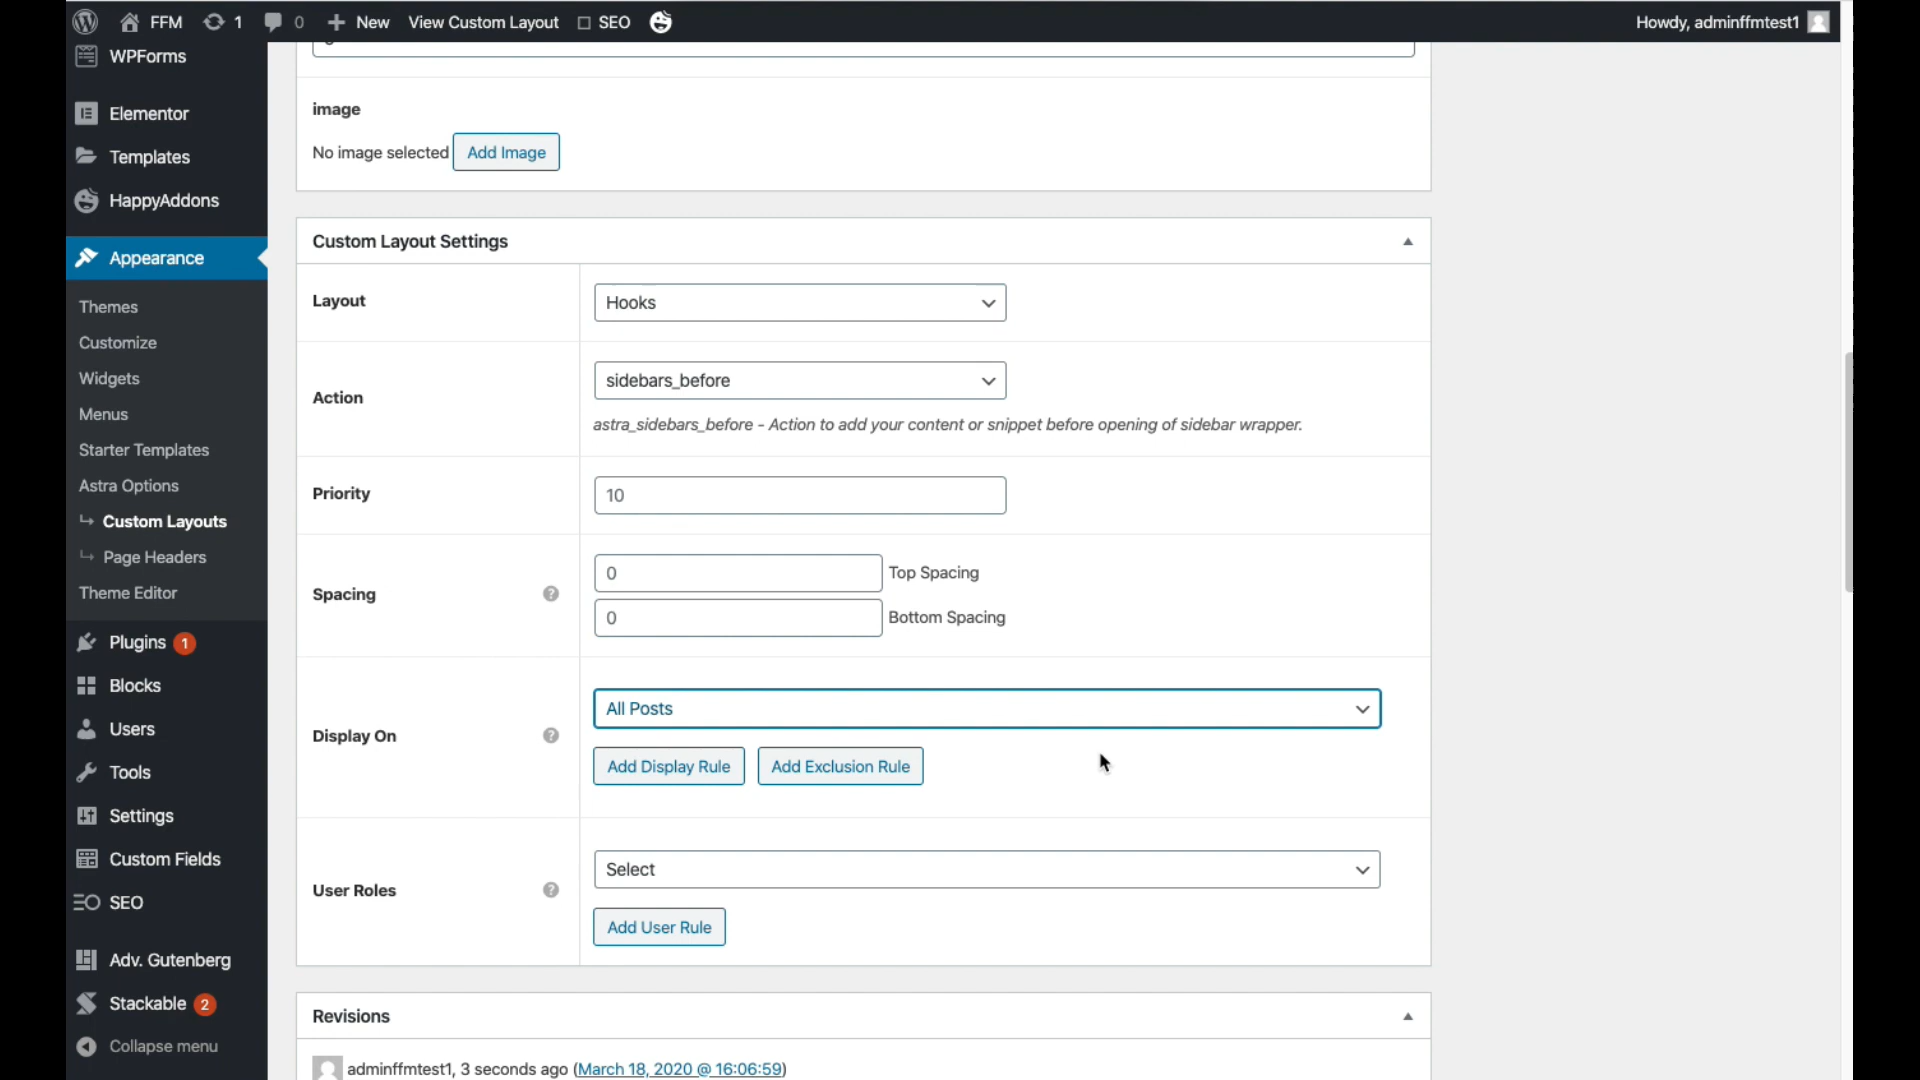 FFM 1 0 New View Custom Layout SEO Howdy, adminffmtest1
WPForms
Elementor
Templates
HappyAddons
Appearance
Themes
Customize
Widgets
Menus
Starter Templates
Astra Options
Custom Layouts
Page Headers
Theme Editor
Plugins 1
Blocks
Users
Tools
Settings
Custom Fields
SEO
Adv. Gutenberg
Stackable 2
Collapse menu
image
No image selected Add Image
Custom Layout Settings
Layout Hooks
Action sidebars_before
astra_sidebars_before - Action to add your content or snippet before opening of sidebar wrapper.
Priority 10
Spacing ? 0 Top Spacing
0 Bottom Spacing
Display On ? All Posts
Add Display Rule Add Exclusion Rule
User Roles ? Select
Add User Rule
Revisions
adminffmtest1, 3 seconds ago (March 18, 2020 @ 16:06:59)